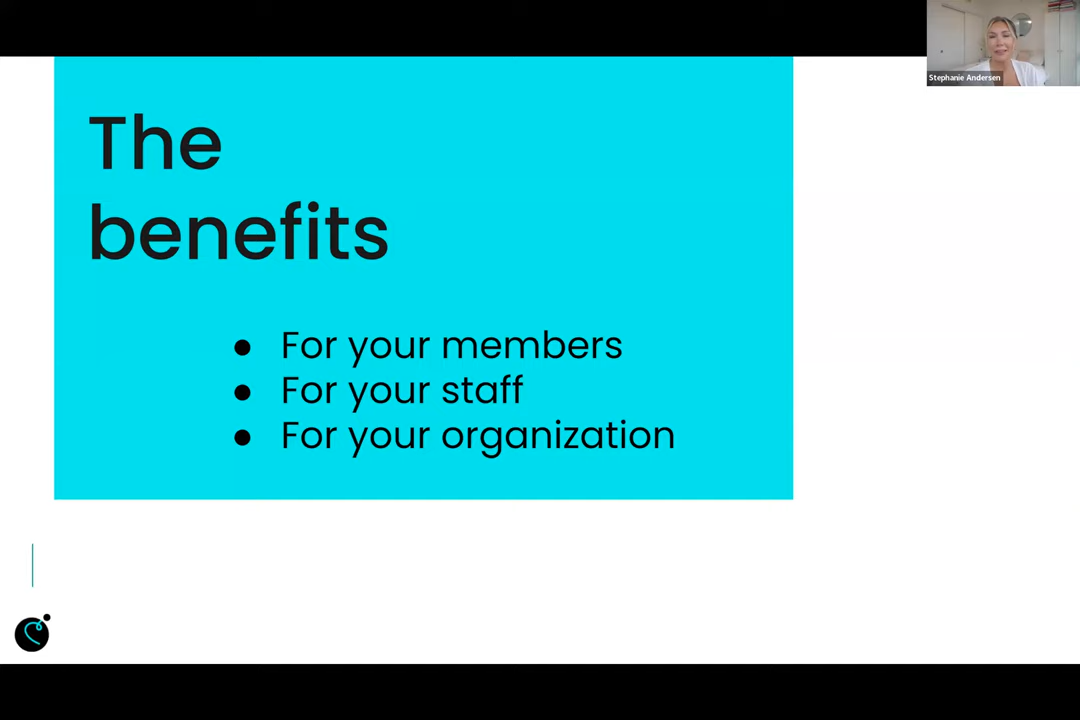 Stephanie Andersen
The
benefits
● For your members
● For your staff
● For your organization